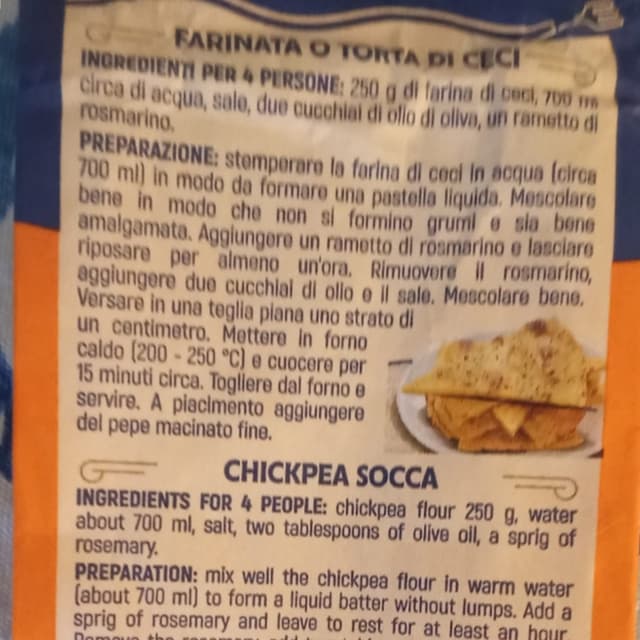 FARINATA O TORTA DI CECI
INGREDIENTI PER 4 PERSONE: 250 g di farina di ceci, 700 ml
circa di acqua, sale, due cucchiai di olio di oliva, un rametto di
rosmarino.
PREPARAZIONE: stemperare la farina di ceci in acqua (circa
700 ml) in modo da formare una pastella liquida. Mescolare
bene in modo che non si formino grumi e sia bene
amalgamata. Aggiungere un rametto di rosmarino e lasciare
riposare per almeno un'ora. Rimuovere il rosmarino,
aggiungere due cucchiai di olio e il sale. Mescolare bene.
Versare in una teglia piana uno strato di
un centimetro. Mettere in forno
caldo (200 - 250 °C) e cuocere per
15 minuti circa. Togliere dal forno e
servire. A piacimento aggiungere
del pepe macinato fine.
CHICKPEA SOCCA
INGREDIENTS FOR 4 PEOPLE: chickpea flour 250 g, water
about 700 ml, salt, two tablespoons of olive oil, a sprig of
rosemary.
PREPARATION: mix well the chickpea flour in warm water
(about 700 ml) to form a liquid batter without lumps. Add a
sprig of rosemary and leave to rest for at least an hour.
Remove the rosemary, add